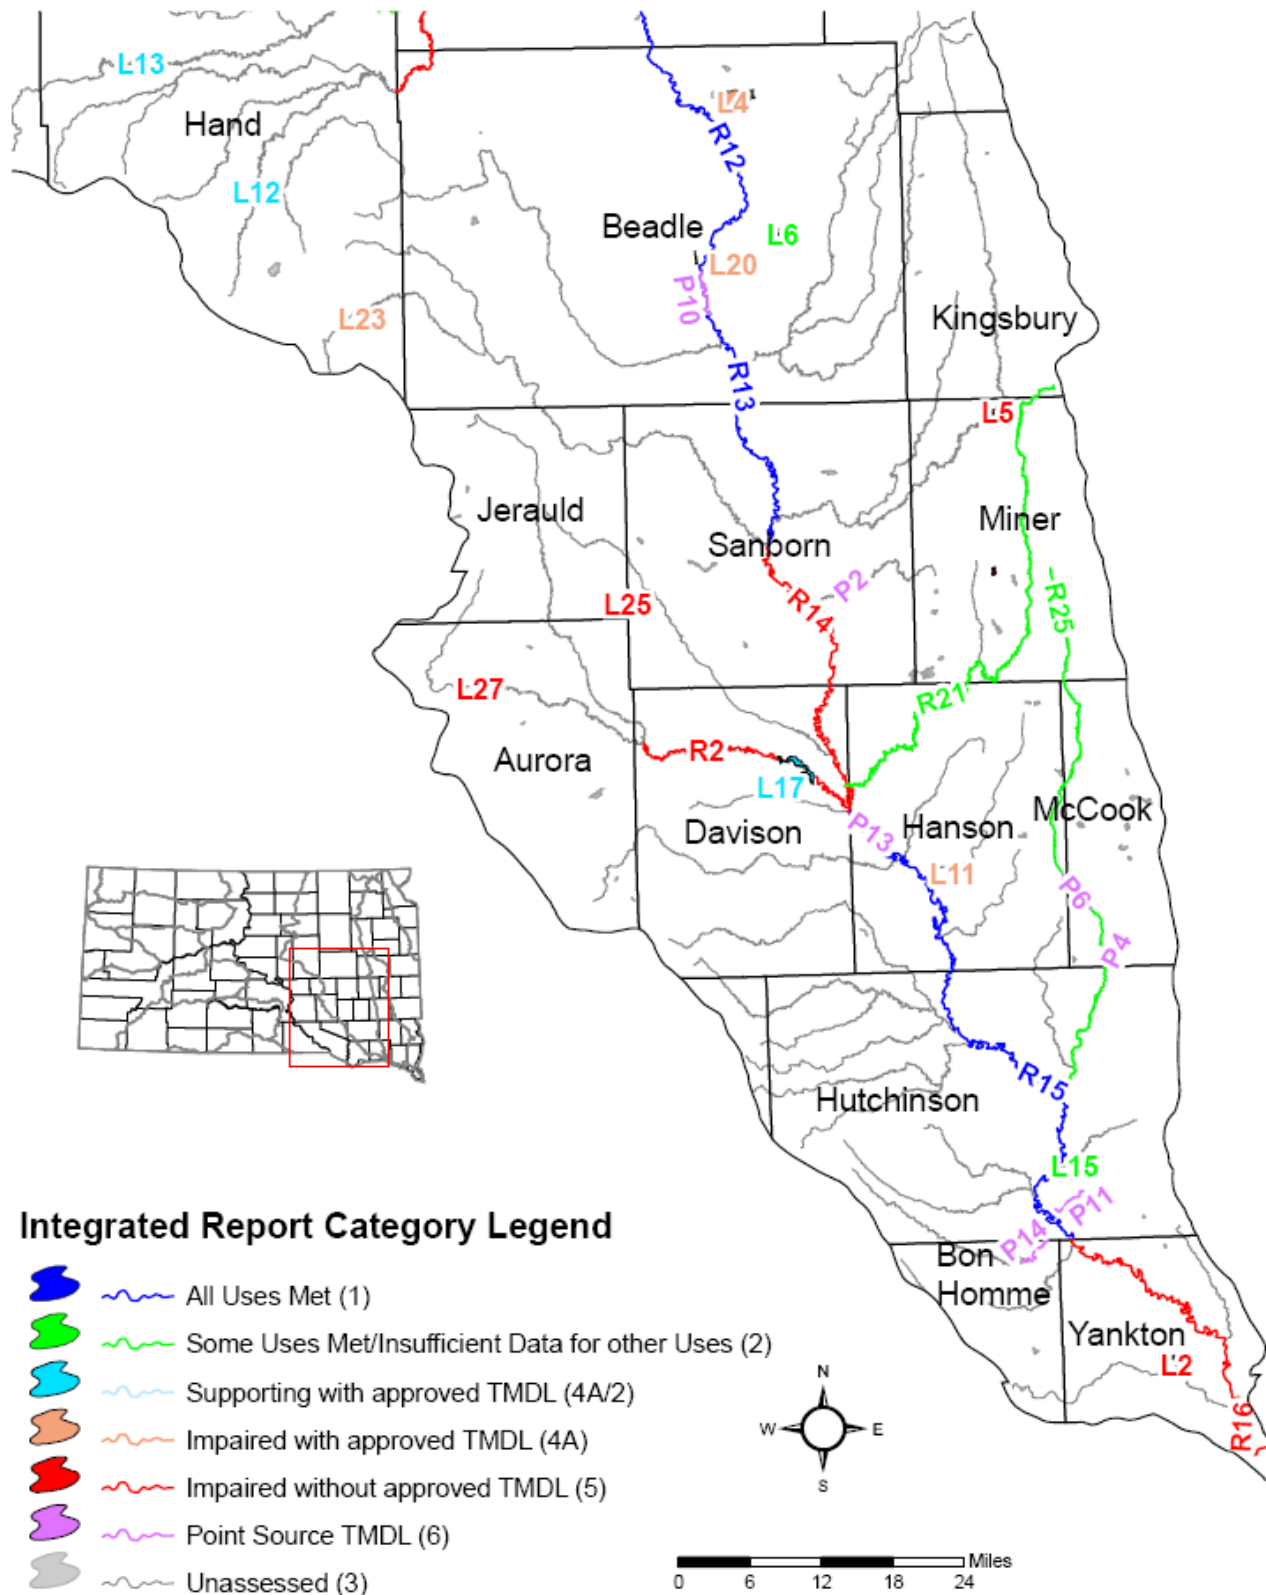 L13
Hand
L4
R12
L12
Beadle
L6
L20
P10
L23
Kingsbury
R13
L5
Jerauld
Miner
Sanborn
P2
R14
L25
R25
L27
R21
Aurora
R2
L17
Davison
P13
Hanson
McCook
L11
P6
P4
R15
Hutchinson
L15
P11
P14
Bon
Homme
Yankton
L2
R16
Integrated Report Category Legend
All Uses Met (1)
Some Uses Met/Insufficient Data for other Uses (2)
Supporting with approved TMDL (4A/2)
Impaired with approved TMDL (4A)
Impaired without approved TMDL (5)
Point Source TMDL (6)
Unassessed (3)
N
W E
S
Miles
0 6 12 18 24